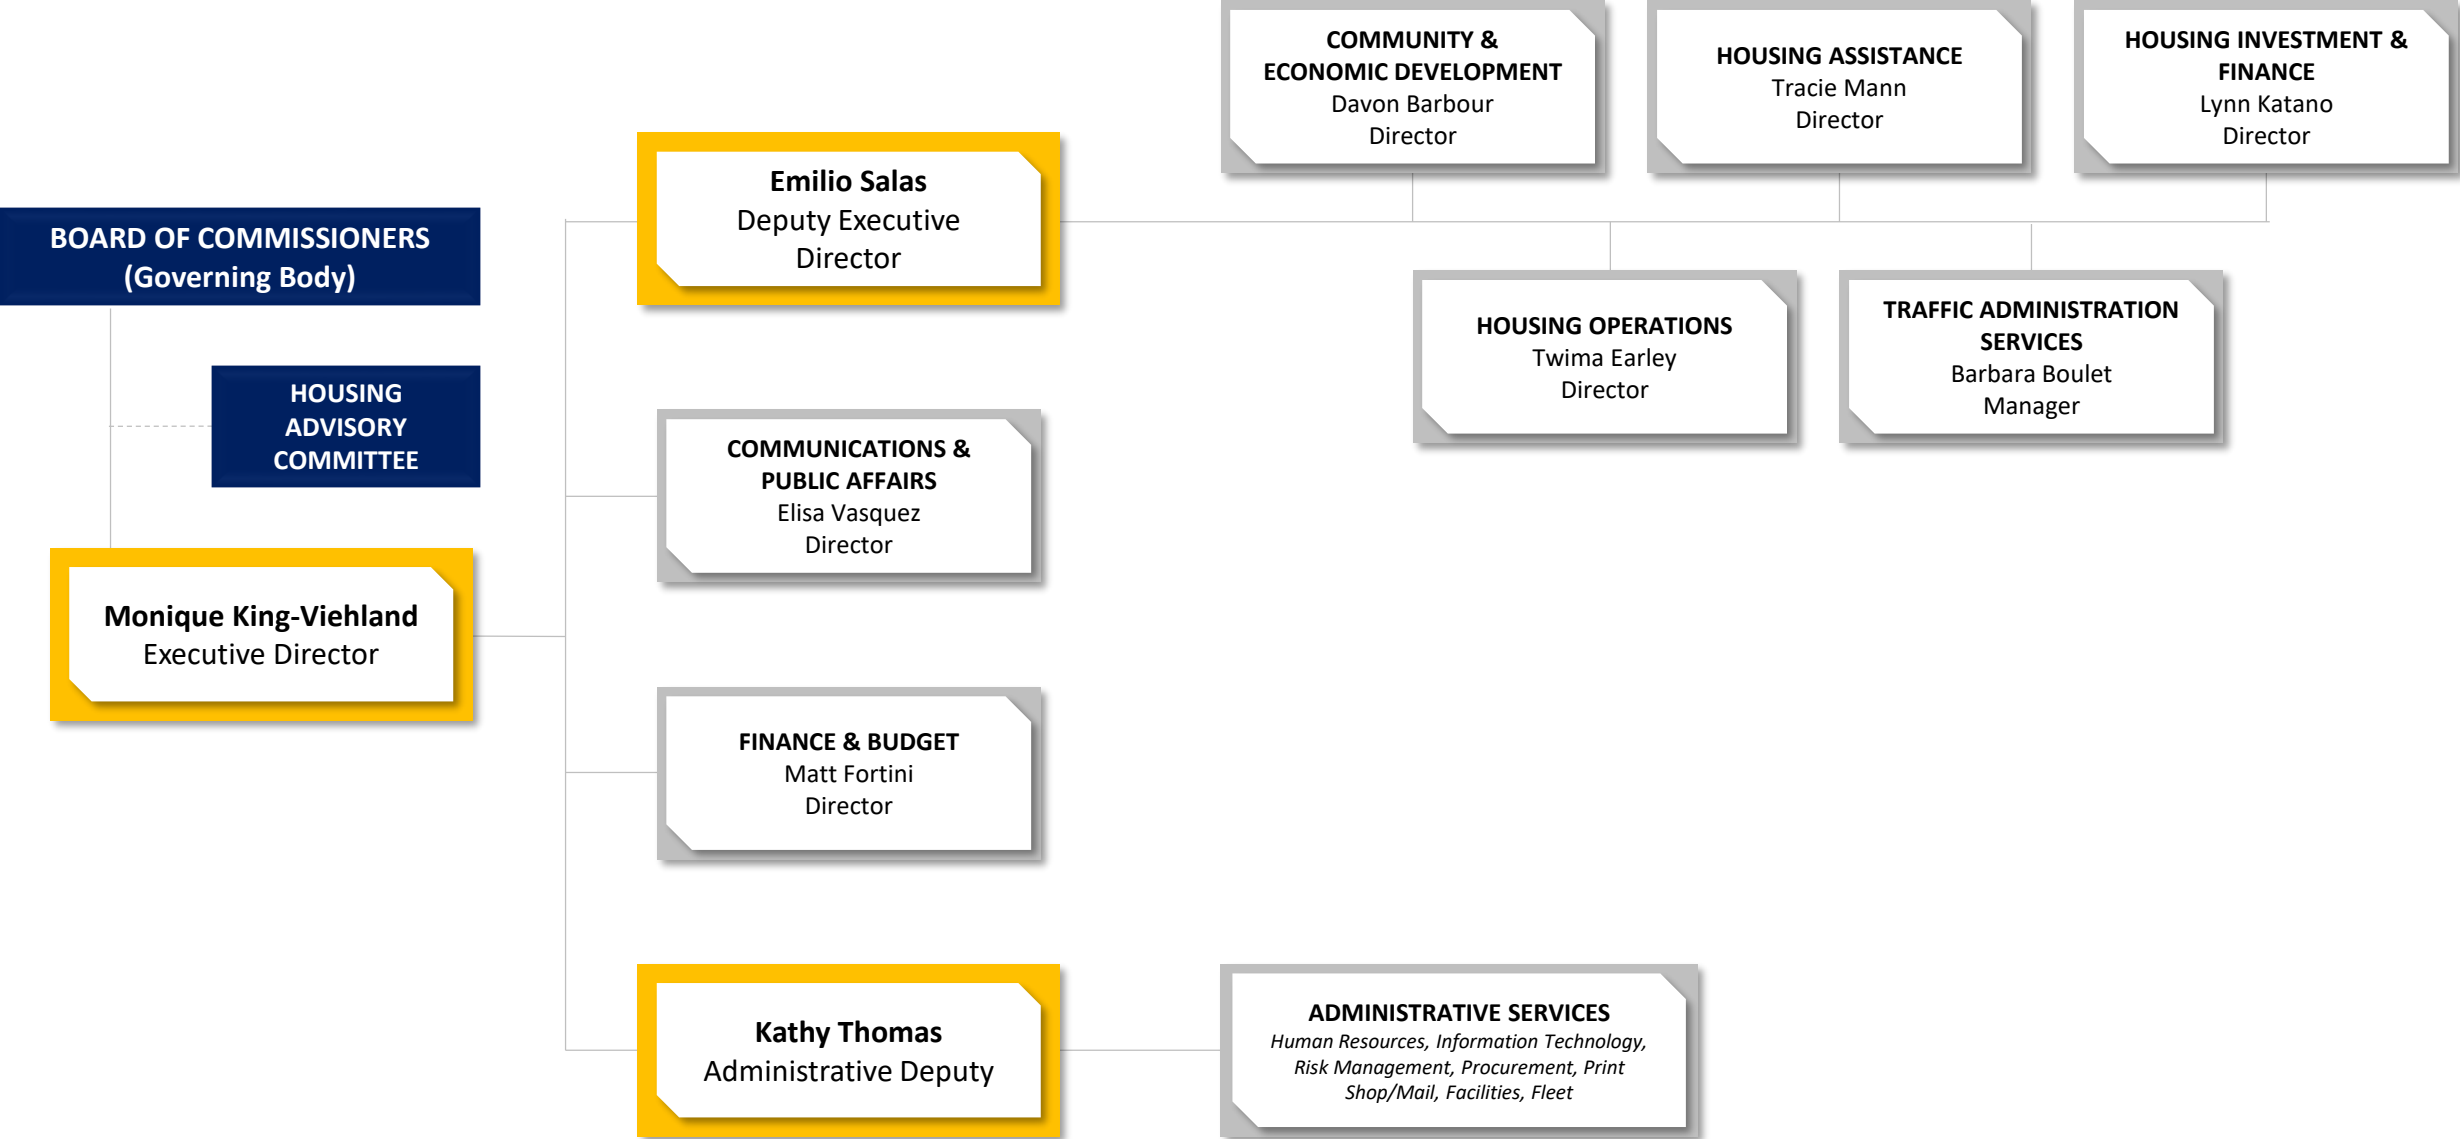 BOARD OF COMMISSIONERS
(Governing Body)
HOUSING
ADVISORY
COMMITTEE
Monique King-Viehland
Executive Director
Emilio Salas
Deputy Executive
Director
COMMUNICATIONS &
PUBLIC AFFAIRS
Elisa Vasquez
Director
FINANCE & BUDGET
Matt Fortini
Director
Kathy Thomas
Administrative Deputy
COMMUNITY &
ECONOMIC DEVELOPMENT
Davon Barbour
Director
HOUSING ASSISTANCE
Tracie Mann
Director
HOUSING INVESTMENT &
FINANCE
Lynn Katano
Director
HOUSING OPERATIONS
Twima Earley
Director
TRAFFIC ADMINISTRATION
SERVICES
Barbara Boulet
Manager
ADMINISTRATIVE SERVICES
Human Resources, Information Technology,
Risk Management, Procurement, Print
Shop/Mail, Facilities, Fleet